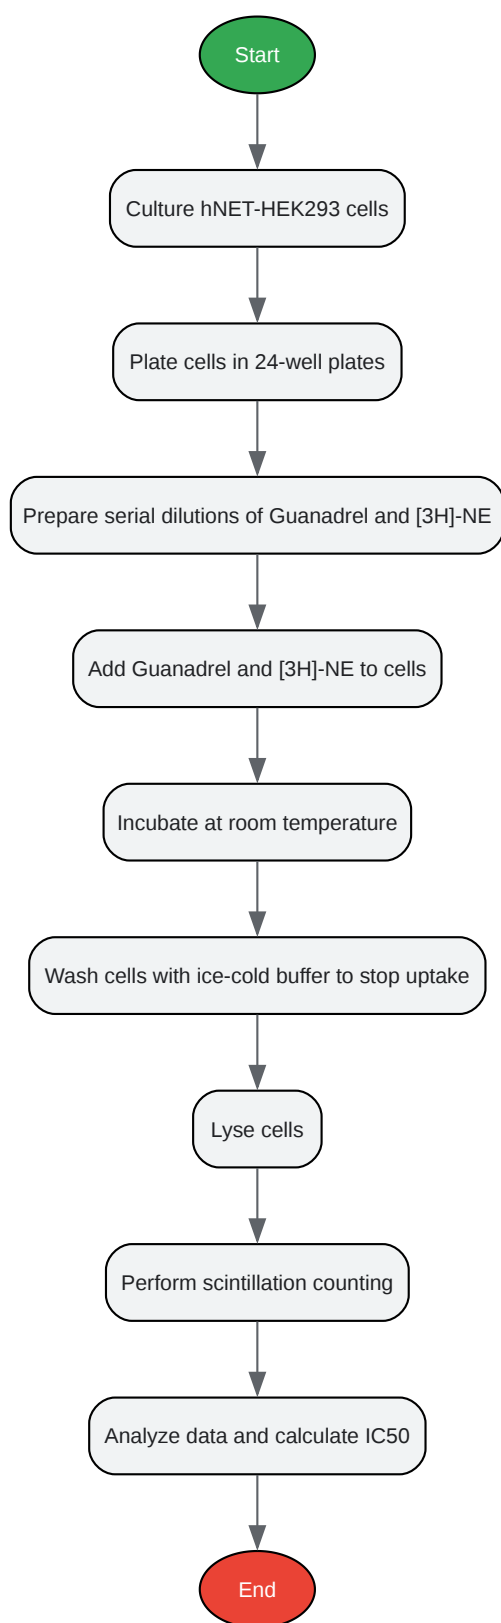 Start
Culture hNET-HEK293 cells
Plate cells in 24-well plates
Prepare serial dilutions of Guanadrel and [3H]-NE
Add Guanadrel and [3H]-NE to cells
Incubate at room temperature
Wash cells with ice-cold buffer to stop uptake
Lyse cells
Perform scintillation counting
Analyze data and calculate IC50
End